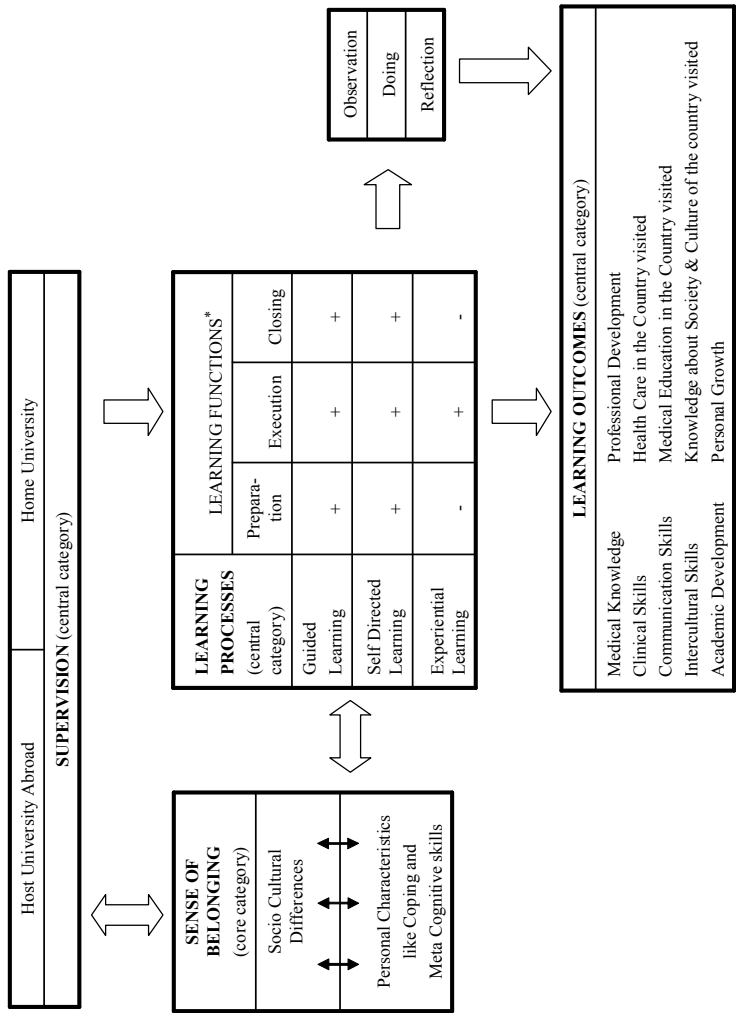 Host University Abroad
Home University
SUPERVISION (central category)
SENSE OF
BELONGING
(core category)
Socio Cultural
Differences
Personal Characteristics
like Coping and
Meta Cognitive skills
LEARNING
PROCESSES
(central
category)
LEARNING FUNCTIONS*
Prepara-
tion
Execution
Closing
Guided
Learning
+
+
+
Self Directed
Learning
+
+
+
Experiential
Learning
-
+
-
Observation
Doing
Reflection
LEARNING OUTCOMES (central category)
Medical Knowledge
Professional Development
Clinical Skills
Health Care in the Country visited
Communication Skills
Medical Education in the Country visited
Intercultural Skills
Knowledge about Society & Culture of the country visited
Academic Development
Personal Growth